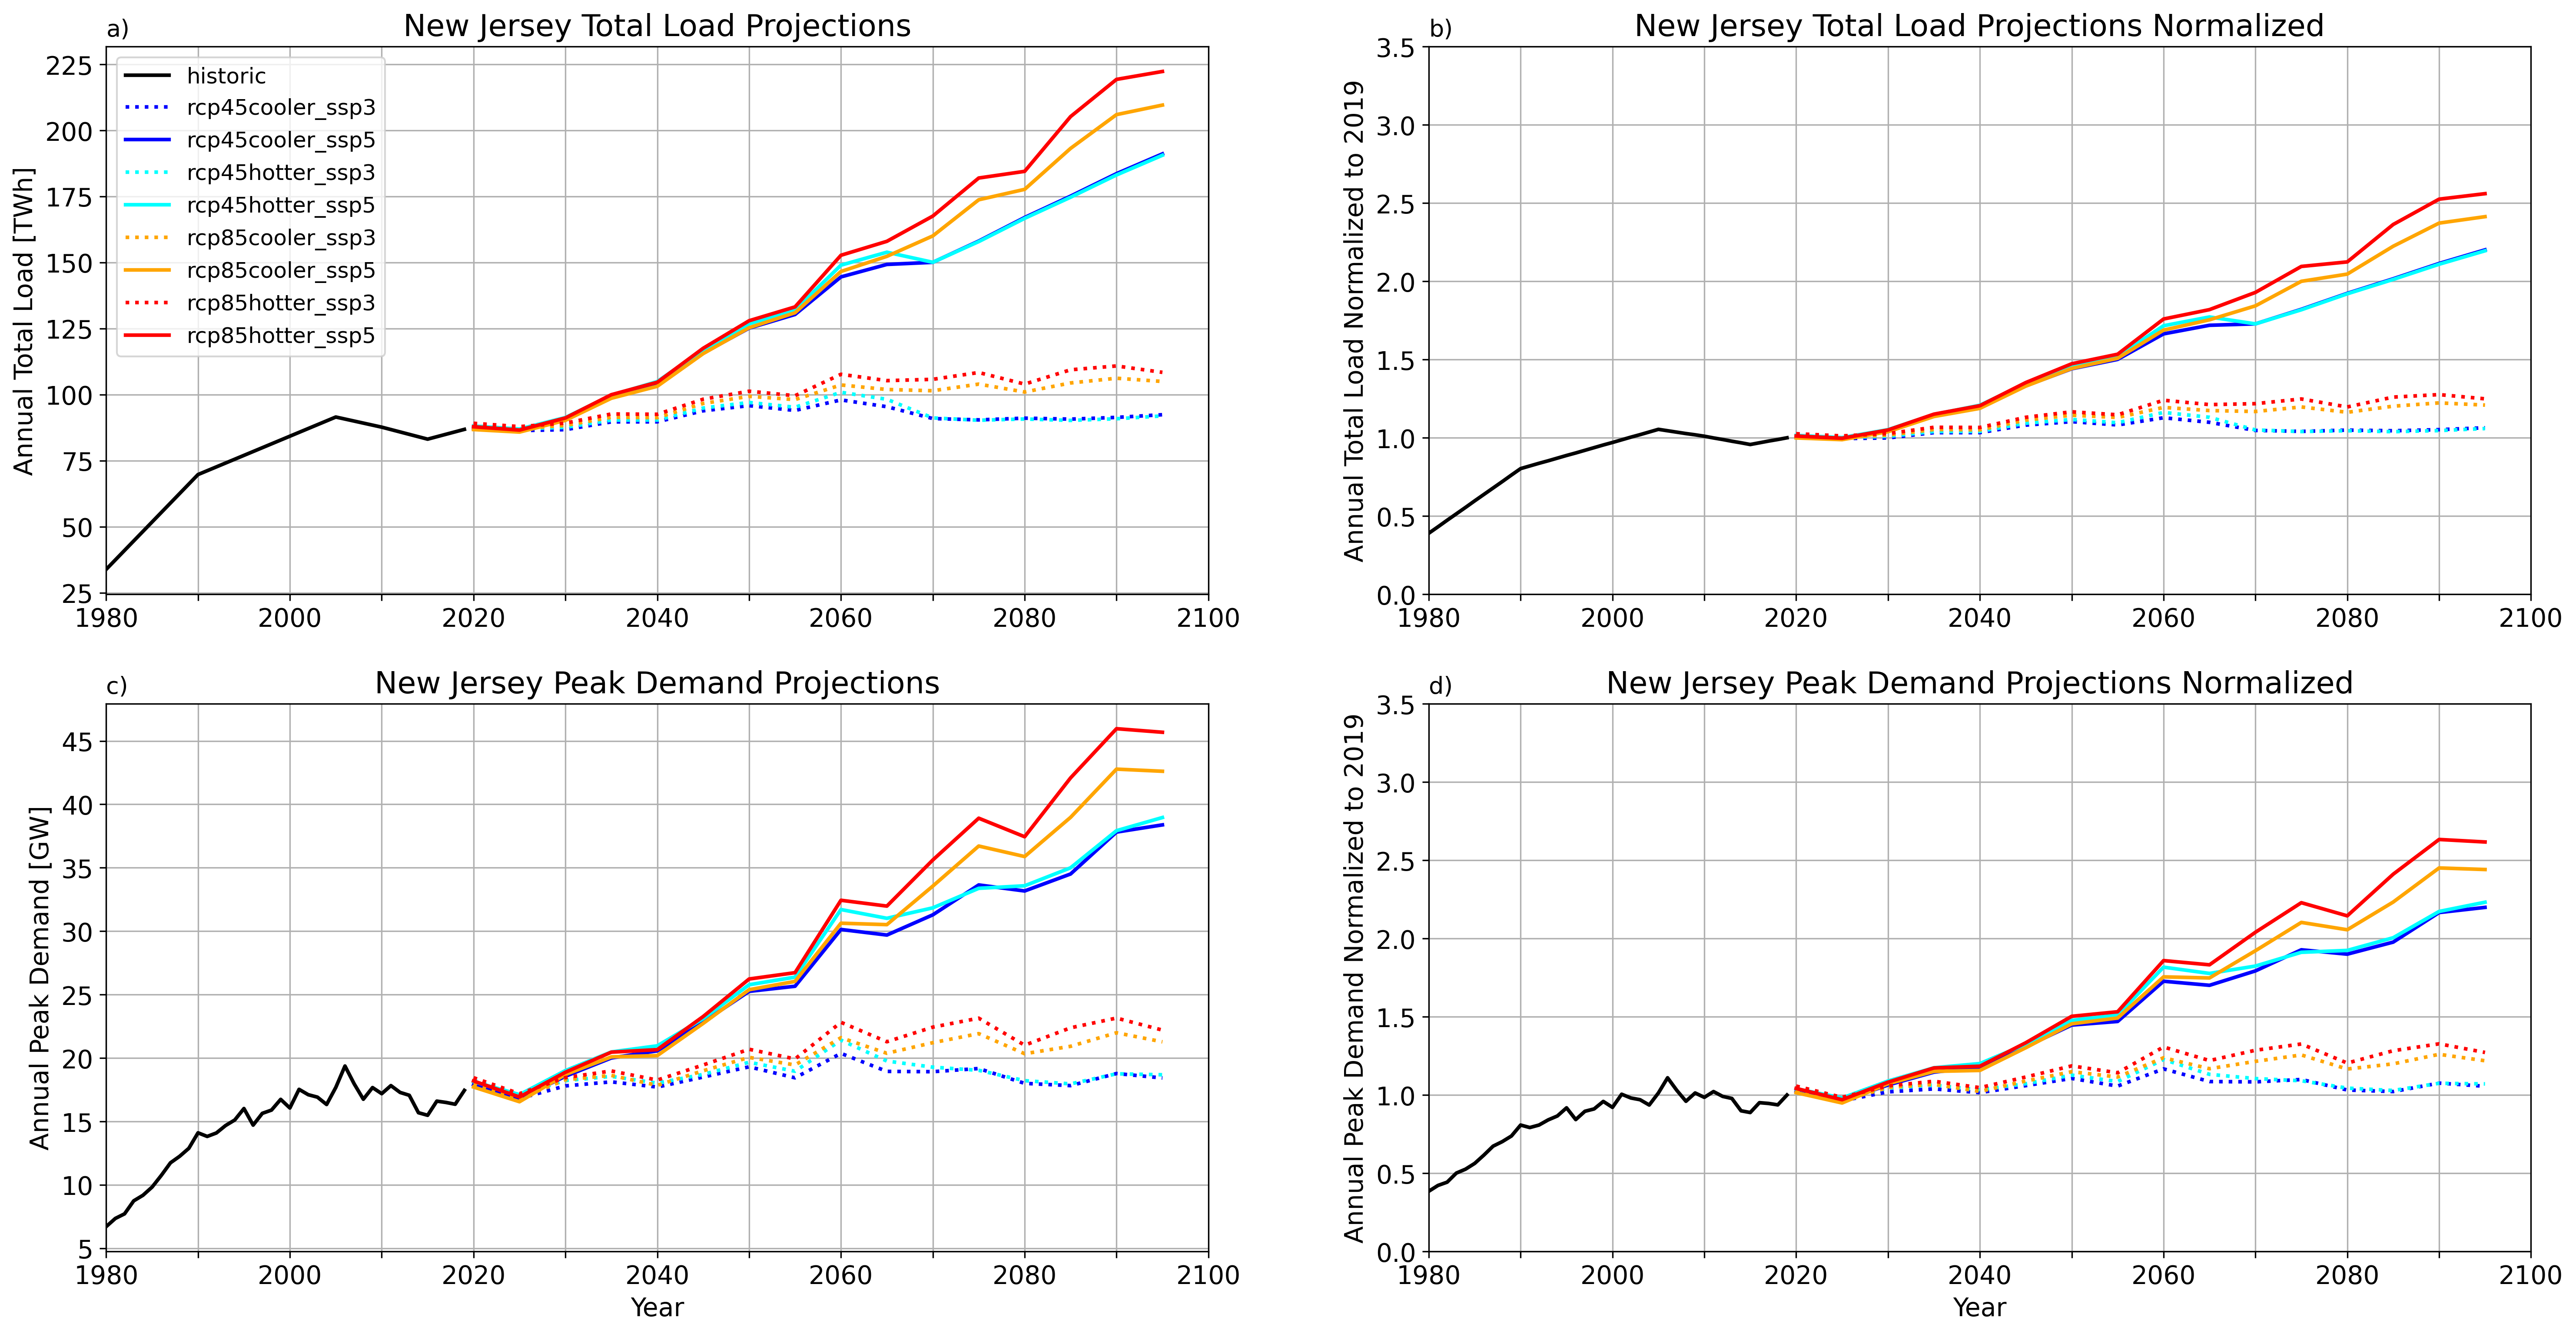 a)
New Jersey Total Load Projections
Annual Total Load [TWh]
225
200
175
150
125
100
75
50
25
historic
rcp45cooler_ssp3
rcp45cooler_ssp5
rcp45hotter_ssp3
rcp45hotter_ssp5
rcp85cooler_ssp3
rcp85cooler_ssp5
rcp85hotter_ssp3
rcp85hotter_ssp5
1980 2000 2020 2040 2060 2080 2100
b)
New Jersey Total Load Projections Normalized
Annual Total Load Normalized to 2019
3.5
3.0
2.5
2.0
1.5
1.0
0.5
0.0
1980 2000 2020 2040 2060 2080 2100
c)
New Jersey Peak Demand Projections
Annual Peak Demand [GW]
45
40
35
30
25
20
15
10
5
1980 2000 2020 2040 2060 2080 2100
Year
d)
New Jersey Peak Demand Projections Normalized
Annual Peak Demand Normalized to 2019
3.5
3.0
2.5
2.0
1.5
1.0
0.5
0.0
1980 2000 2020 2040 2060 2080 2100
Year